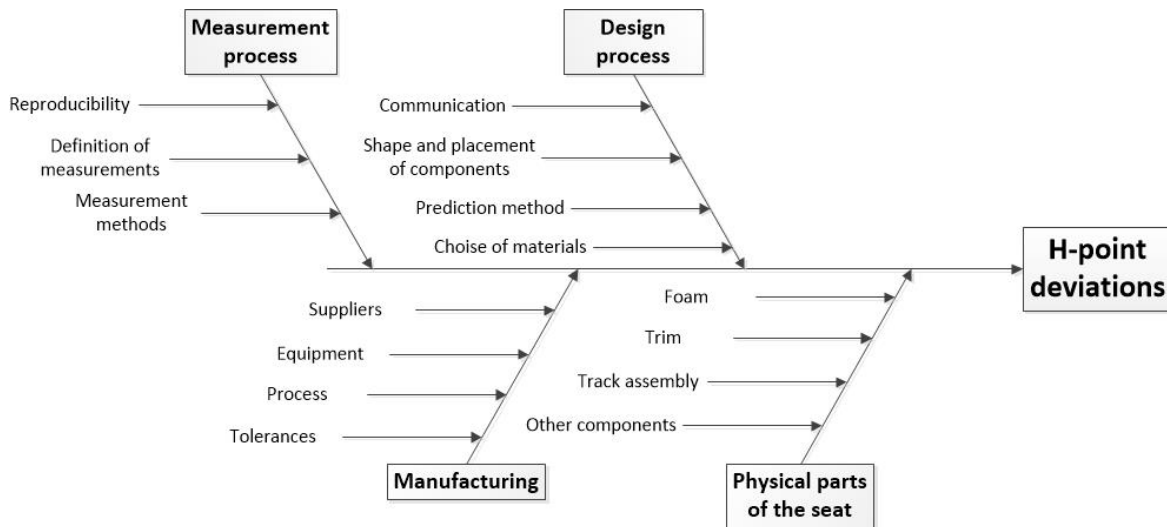 Measurement
process
Design
process
Reproducibility
Definition of
measurements
Measurement
methods
Communication
Shape and placement
of components
Prediction method
Choise of materials
H-point
deviations
Suppliers
Equipment
Process
Tolerances
Manufacturing
Foam
Trim
Track assembly
Other components
Physical parts
of the seat